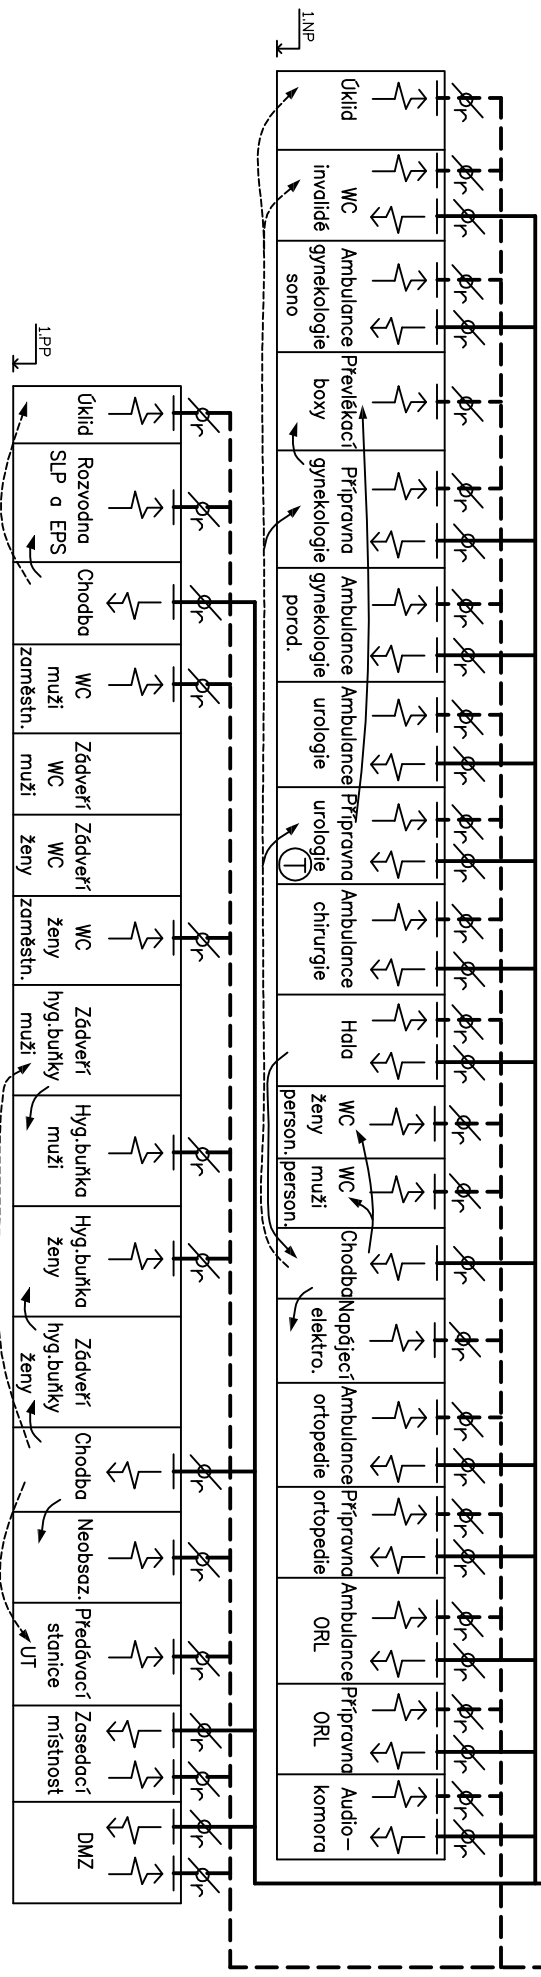 1.NP
r r r r r r r r r r r r r r r r r r r r r r r r r r r r r r r r
Úklid
WC
invalidé
Ambulance
gynekologie
sono
Převlékací
boxy
Přípravna
gynekologie
Ambulance
gynekologie
porod.
Ambulance
urologie
Přípravna
urologie
T
Ambulance
chirurgie
Hala
WC
ženy
person.
WC
muži
person.
Chodba
Napájecí
elektro.
Ambulance
ortopedie
Přípravna
ortopedie
Ambulance
ORL
Přípravna
ORL
Audio-
komora
1.PP
r r r r r r r r r r r r r r
Úklid
Rozvodna
SLP a EPS
Chodba
WC
muži
zaměstn.
Zádveří
WC
muži
Zádveří
WC
ženy
WC
ženy
zaměstn.
Zádveří
hyg.buňky
muži
Hyg.buňka
muži
Hyg.buňka
ženy
Zádveří
hyg.buňky
ženy
Chodba
Neobsaz.
Předávací
stanice
UT
Zasedací
místnost
DMZ